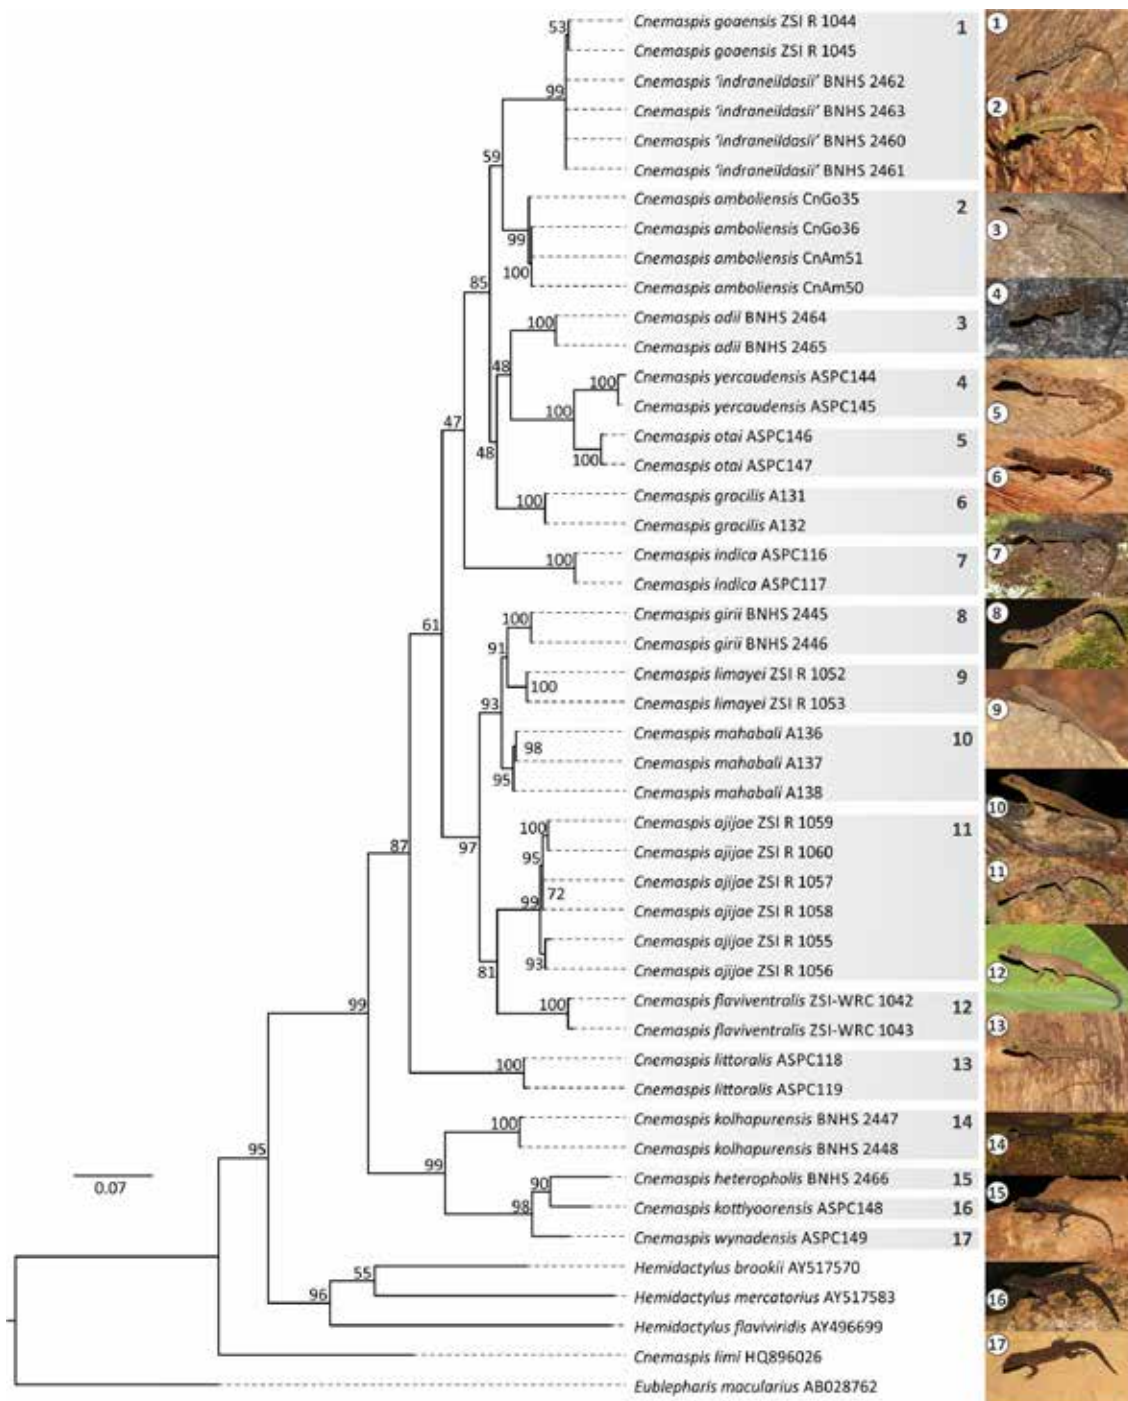 Cnemaspis goaensis ZSI R 1044 1
Cnemaspis goaensis ZSI R 1045
Cnemaspis 'indraneildasii' BNHS 2462
Cnemaspis 'indraneildasii' BNHS 2463
Cnemaspis 'indraneildasii' BNHS 2460
Cnemaspis 'indraneildasii' BNHS 2461
Cnemaspis amboliensis CnGo35 2
Cnemaspis amboliensis CnGo36
Cnemaspis amboliensis CnAm51
Cnemaspis amboliensis CnAm50
Cnemaspis adii BNHS 2464 3
Cnemaspis adii BNHS 2465
Cnemaspis yercaudensis ASPC144 4
Cnemaspis yercaudensis ASPC145
Cnemaspis otai ASPC146 5
Cnemaspis otai ASPC147
Cnemaspis gracilis A131 6
Cnemaspis gracilis A132
Cnemaspis indica ASPC116 7
Cnemaspis indica ASPC117
Cnemaspis girii BNHS 2445 8
Cnemaspis girii BNHS 2446
Cnemaspis limayei ZSI R 1052 9
Cnemaspis limayei ZSI R 1053
Cnemaspis mahabali A136 10
Cnemaspis mahabali A137
Cnemaspis mahabali A138
Cnemaspis ajijae ZSI R 1059 11
Cnemaspis ajijae ZSI R 1060
Cnemaspis ajijae ZSI R 1057
Cnemaspis ajijae ZSI R 1058
Cnemaspis ajijae ZSI R 1055
Cnemaspis ajijae ZSI R 1056
Cnemaspis flaviventralis ZSI-WRC 1042 12
Cnemaspis flaviventralis ZSI-WRC 1043
Cnemaspis littoralis ASPC118 13
Cnemaspis littoralis ASPC119
Cnemaspis kolhapurensis BNHS 2447 14
Cnemaspis kolhapurensis BNHS 2448
Cnemaspis heteropholis BNHS 2466 15
Cnemaspis kottiyoorensis ASPC148 16
Cnemaspis wynadensis ASPC149 17
Hemidactylus brookii AY517570
Hemidactylus mercatorius AY517583
Hemidactylus flaviviridis AY496699
Cnemaspis limi HQ896026
Eublepharis macularius AB028762
53
99
59
99
100
85
100
48
100
100
47
48
100
100
100
61
100
91
100
93
98
95
97
100
95
72
99
93
81
100
87
99
100
100
95
99
90
98
55
96
0.07
1
2
3
4
5
6
7
8
9
10
11
12
13
14
15
16
17